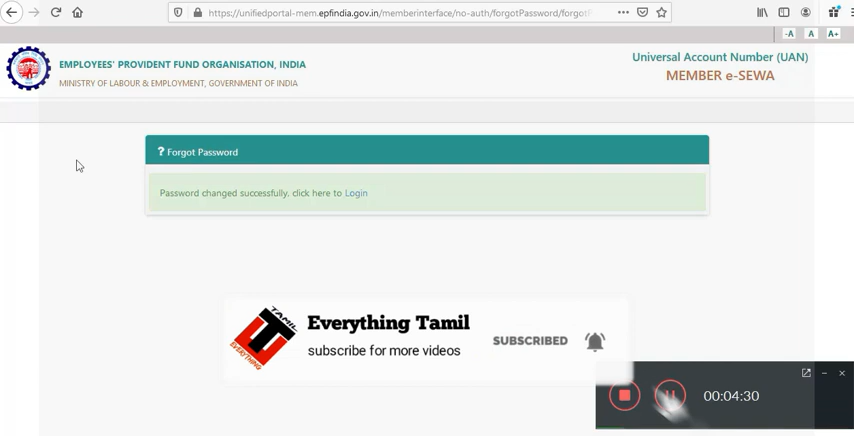 https://unifiedportal-mem.epfindia.gov.in/memberinterface/no-auth/forgotPassword/forgotP
-A A A+
EMPLOYEES' PROVIDENT FUND ORGANISATION, INDIA
MINISTRY OF LABOUR & EMPLOYMENT, GOVERNMENT OF INDIA
Universal Account Number (UAN)
MEMBER e-SEWA
? Forgot Password
Password changed successfully, click here to Login
TAMIL
EVERYTHING
Everything Tamil
subscribe for more videos
SUBSCRIBED
00:04:30